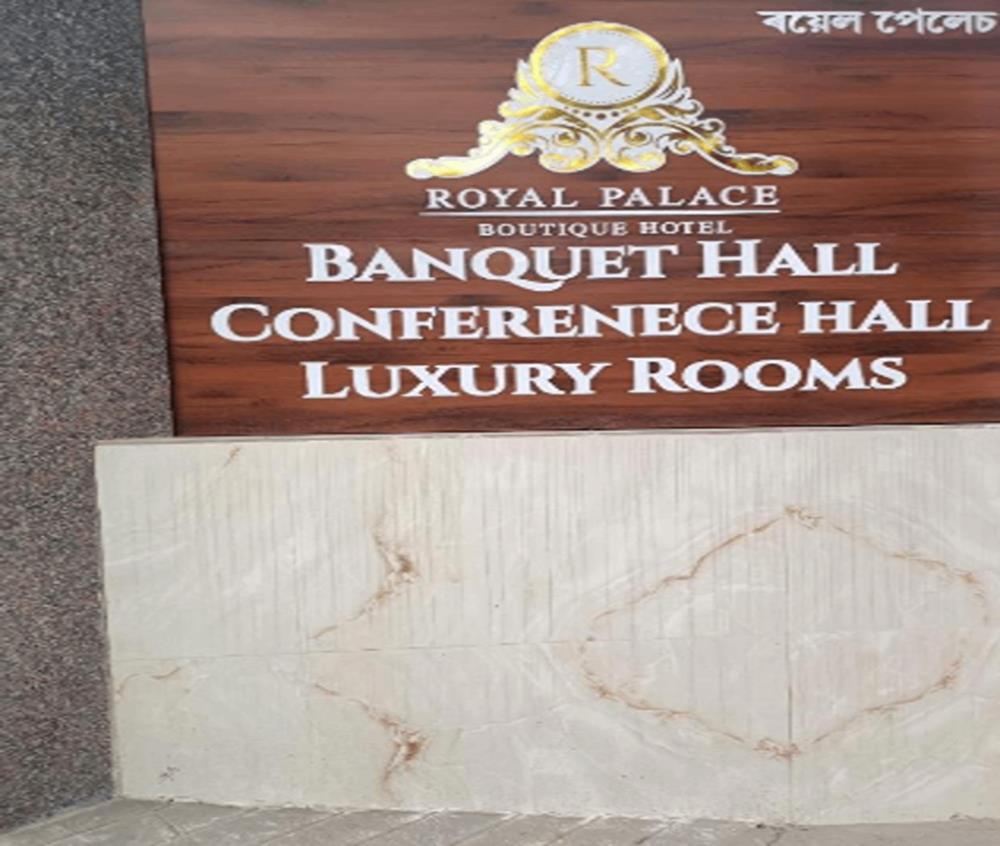 ৰয়েল পেলেচ
R
ROYAL PALACE
BOUTIQUE HOTEL
BANQUET HALL
CONFERENECE HALL
LUXURY ROOMS